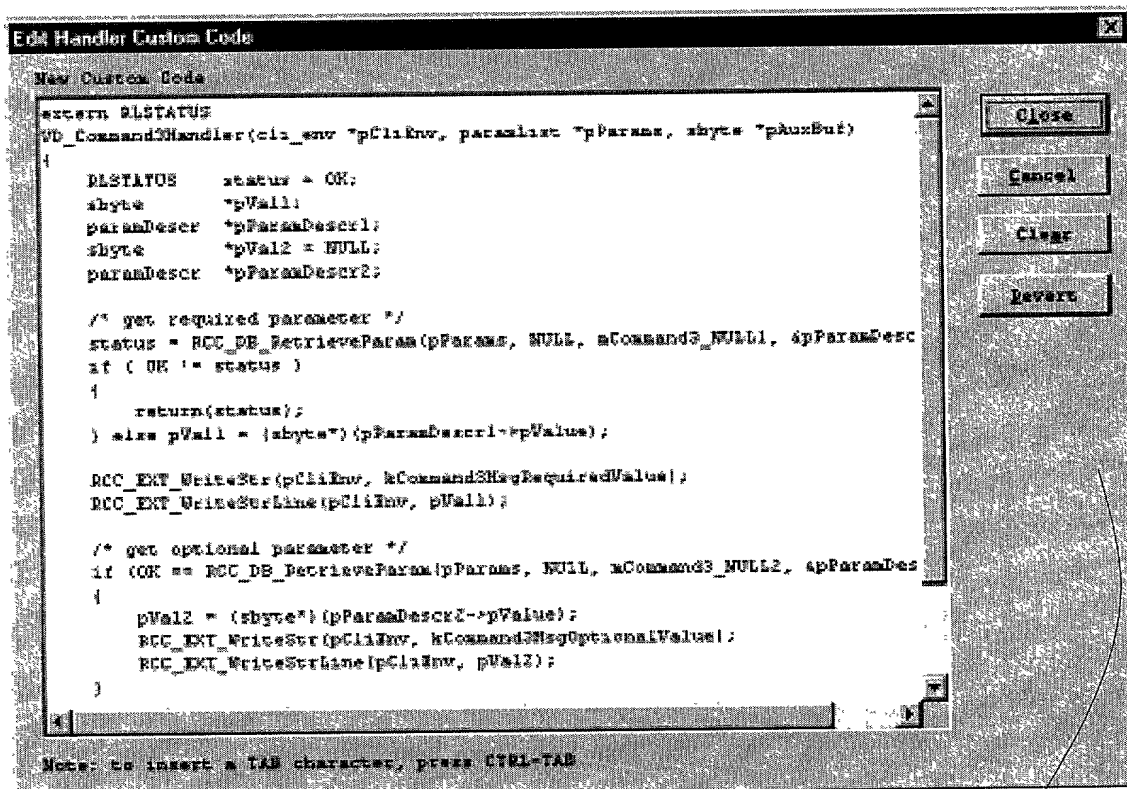 Edit Handler Custom Code
New Custom Code
extern RLSTATUS
VD_Command3Handler(cli_env *pCliEnv, paramlist *pParams, sbyte *pAuxBuf)
{
    RLSTATUS    status = OK;
    sbyte       *pVal1;
    paramDescr  *pParamDescr1;
    sbyte       *pVal2 = NULL;
    paramDescr  *pParamDescr2;
    /* get required parameter */
    status = RCC_DB_RetrieveParam(pParams, NULL, mCommand3_NULL1, &pParamDesc
    if ( OK != status )
    {
        return(status);
    } else pVal1 = (sbyte*)(pParamDescr1->pValue);
    RCC_EXT_WriteStr(pCliEnv, kCommand3MsgRequiredValue);
    RCC_EXT_WriteStrLine(pCliEnv, pVal1);
    /* get optional parameter */
    if (OK == RCC_DB_RetrieveParam(pParams, NULL, mCommand3_NULL2, &pParamDes
    {
        pVal2 = (sbyte*)(pParamDescr2->pValue);
        RCC_EXT_WriteStr(pCliEnv, kCommand3MsgOptionalValue);
        RCC_EXT_WriteStrLine(pCliEnv, pVal2);
    }
Close
Cancel
Clear
Revert
Note: to insert a TAB character, press CTRL-TAB